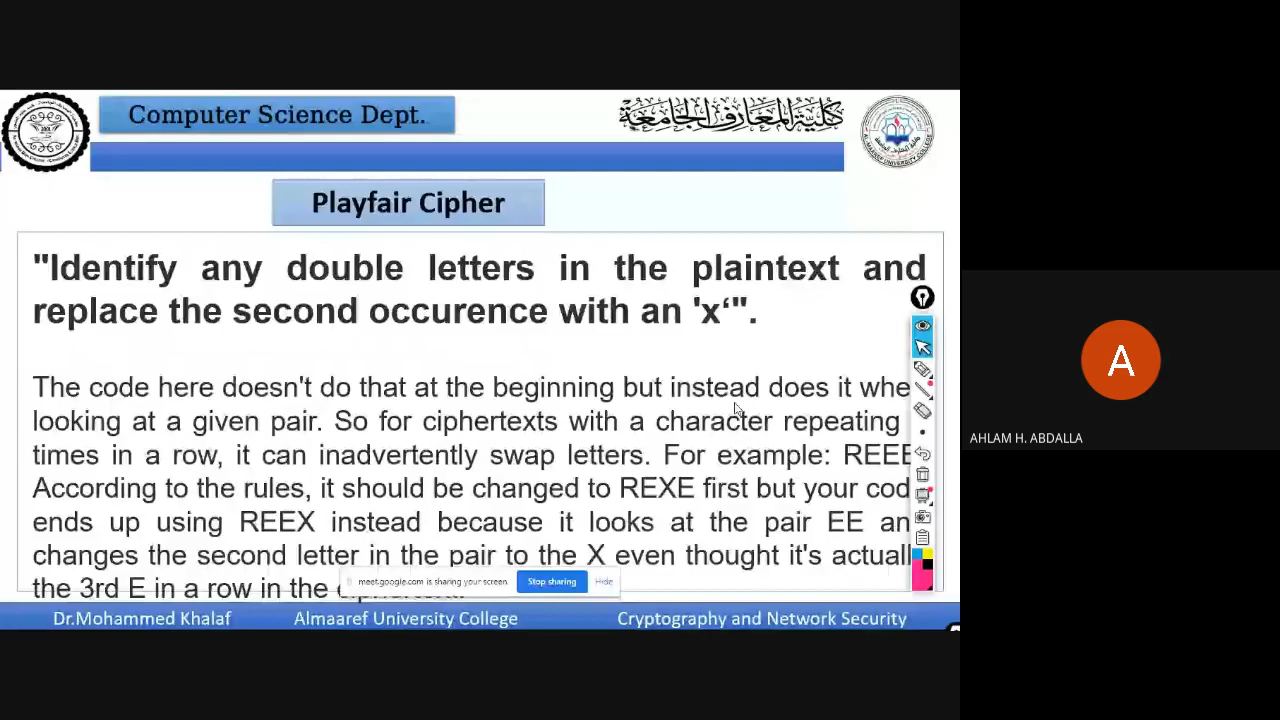 Computer Science Dept.
كلية المعارف الجامعة
Playfair Cipher
"Identify any double letters in the plaintext and
replace the second occurence with an 'x‘".
The code here doesn't do that at the beginning but instead does it whe
looking at a given pair. So for ciphertexts with a character repeating
times in a row, it can inadvertently swap letters. For example: REEE
According to the rules, it should be changed to REXE first but your cod
ends up using REEX instead because it looks at the pair EE an
changes the second letter in the pair to the X even thought it's actuall
the 3rd E in a row in the
meet.google.com is sharing your screen.
Stop sharing
Hide
Dr.Mohammed Khalaf
Almaaref University College
Cryptography and Network Security
A
AHLAM H. ABDALLA